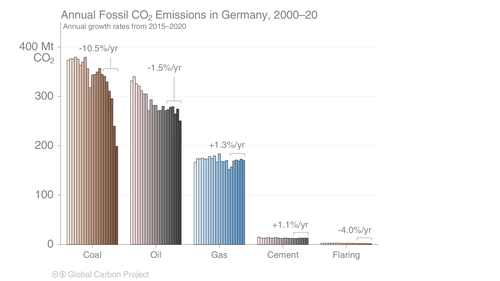 Annual Fossil CO₂ Emissions in Germany, 2000–20
Annual growth rates from 2015–2020
400 Mt
CO₂
300
200
100
0
-10.5%/yr
-1.5%/yr
+1.3%/yr
+1.1%/yr
-4.0%/yr
Coal
Oil
Gas
Cement
Flaring
Global Carbon Project